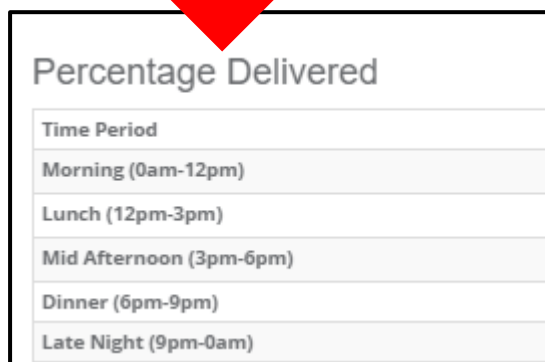 Percentage Delivered
Time Period
Morning (0am-12pm)
Lunch (12pm-3pm)
Mid Afternoon (3pm-6pm)
Dinner (6pm-9pm)
Late Night (9pm-0am)